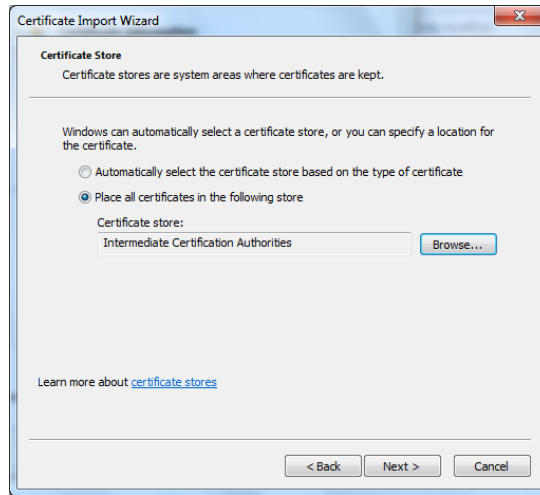 Certificate Import Wizard
Certificate Store
Certificate stores are system areas where certificates are kept.
Windows can automatically select a certificate store, or you can specify a location for
the certificate.
Automatically select the certificate store based on the type of certificate
Place all certificates in the following store
Certificate store:
Intermediate Certification Authorities
Browse...
Learn more about certificate stores
< Back
Next >
Cancel